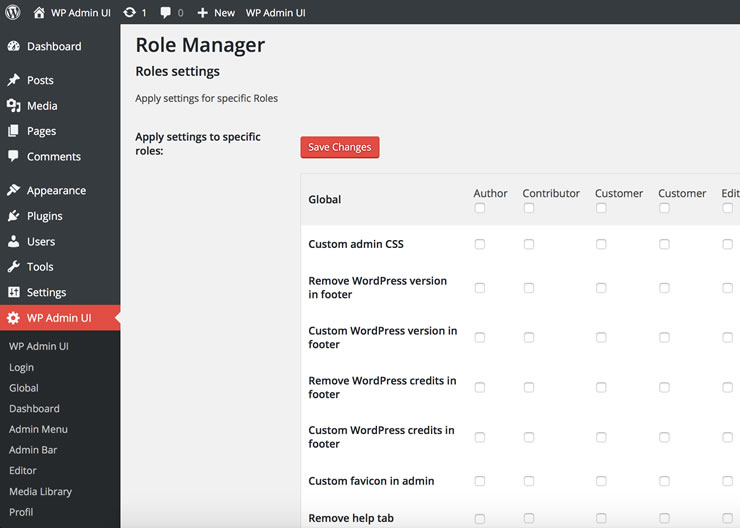 WP Admin UI 1 0 New WP Admin UI
Dashboard
Posts
Media
Pages
Comments
Appearance
Plugins
Users
Tools
Settings
WP Admin UI
WP Admin UI
Login
Global
Dashboard
Admin Menu
Admin Bar
Editor
Media Library
Profil
Role Manager
Roles settings
Apply settings for specific Roles
Apply settings to specific
roles:
Save Changes
Global Author Contributor Customer Customer Edit
Custom admin CSS
Remove WordPress version
in footer
Custom WordPress version in
footer
Remove WordPress credits in
footer
Custom WordPress credits in
footer
Custom favicon in admin
Remove help tab